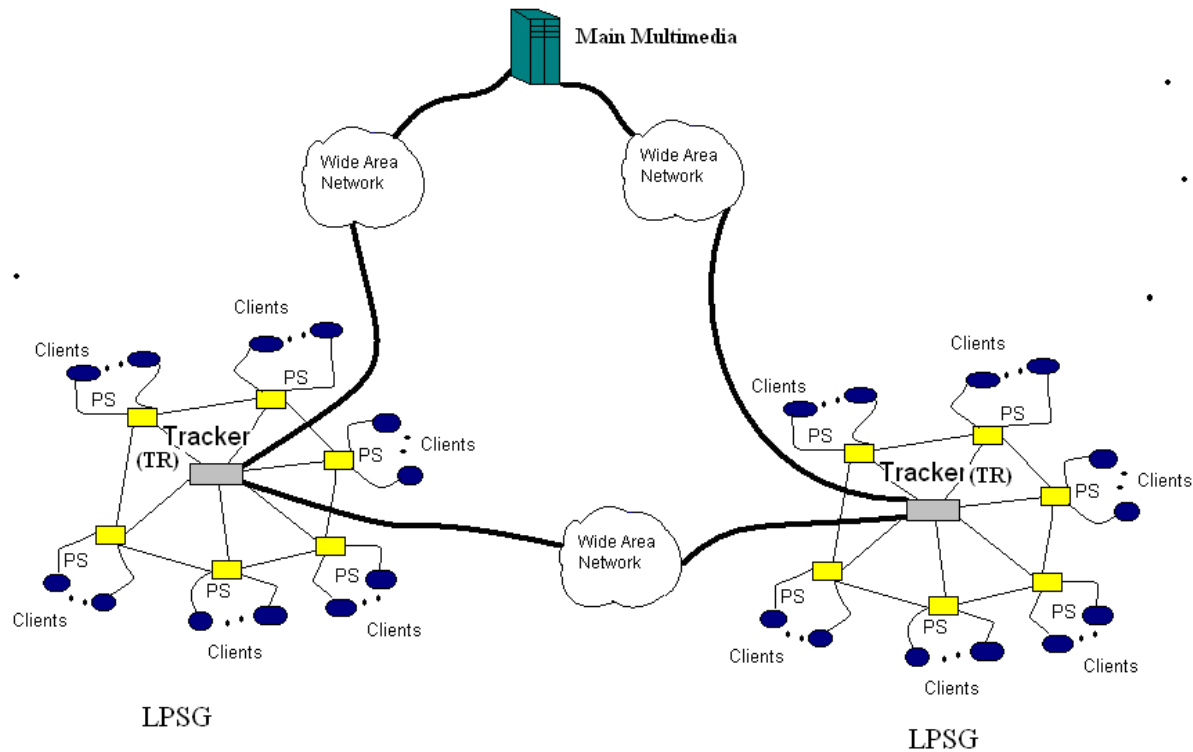 Main Multimedia
Wide Area
Network
Wide Area
Network
Clients
Clients
PS
PS
Tracker
(TR)
PS
Clients
PS
PS
PS
Clients
Clients
Clients
LPSG
Wide Area
Network
Clients
Clients
PS
PS
Tracker (TR)
PS
Clients
PS
PS
PS
Clients
Clients
Clients
LPSG